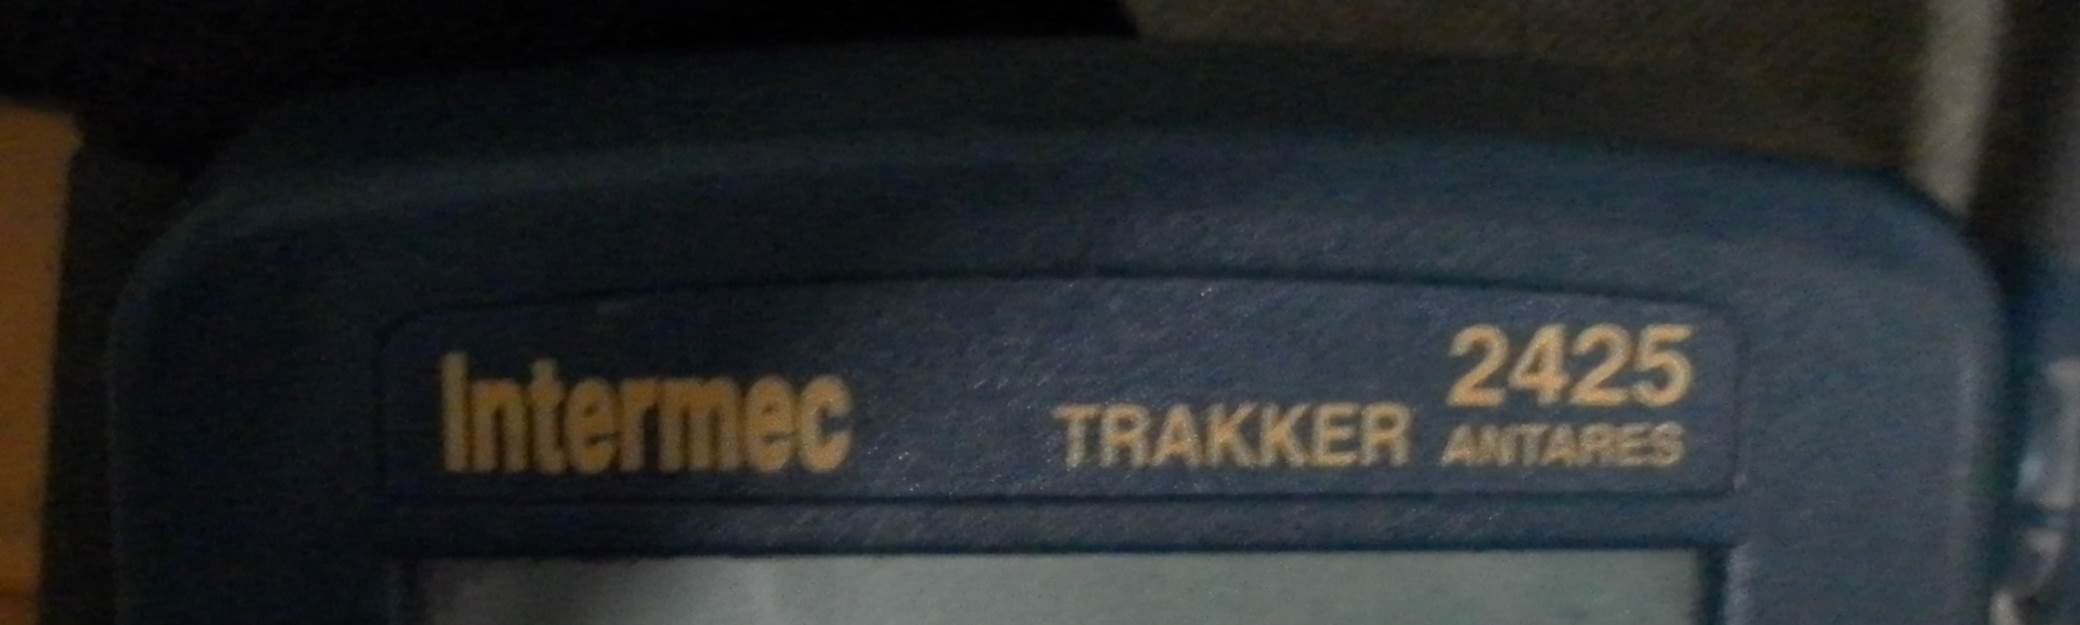 Intermec
TRAKKER 2425
ANTARES